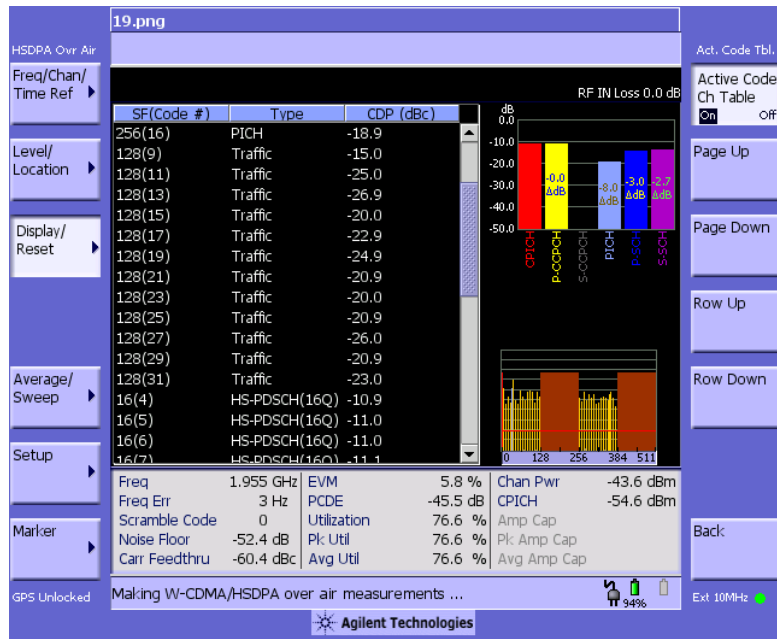 19.png
HSDPA Ovr Air
Act. Code Tbl.
Freq/Chan/
Time Ref
Level/
Location
Display/
Reset
Average/
Sweep
Setup
Marker
GPS Unlocked
RF IN Loss 0.0 dB
SF(Code #) Type CDP (dBc)
256(16) PICH -18.9
128(9) Traffic -15.0
128(11) Traffic -25.0
128(13) Traffic -26.9
128(15) Traffic -20.0
128(17) Traffic -22.9
128(19) Traffic -24.9
128(21) Traffic -20.9
128(23) Traffic -20.0
128(25) Traffic -20.9
128(27) Traffic -26.0
128(29) Traffic -20.9
128(31) Traffic -23.0
16(4) HS-PDSCH(16Q) -10.9
16(5) HS-PDSCH(16Q) -11.0
16(6) HS-PDSCH(16Q) -11.0
16(7) HS-PDSCH(16Q) -11.1
dB
0.0
-10.0
-20.0
-30.0
-40.0
-50.0
-0.0
ΔdB
-8.0
ΔdB
-3.0
ΔdB
-2.7
ΔdB
CPICH
P-CCPCH
S-CCPCH
PICH
P-SCH
S-SCH
0 128 256 384 511
Freq 1.955 GHz EVM 5.8 % Chan Pwr -43.6 dBm
Freq Err 3 Hz PCDE -45.5 dB CPICH -54.6 dBm
Scramble Code 0 Utilization 76.6 % Amp Cap
Noise Floor -52.4 dB Pk Util 76.6 % Pk Amp Cap
Carr Feedthru -60.4 dBc Avg Util 76.6 % Avg Amp Cap
Making W-CDMA/HSDPA over air measurements ...
94%
Agilent Technologies
Active Code
Ch Table
On Off
Page Up
Page Down
Row Up
Row Down
Back
Ext 10MHz